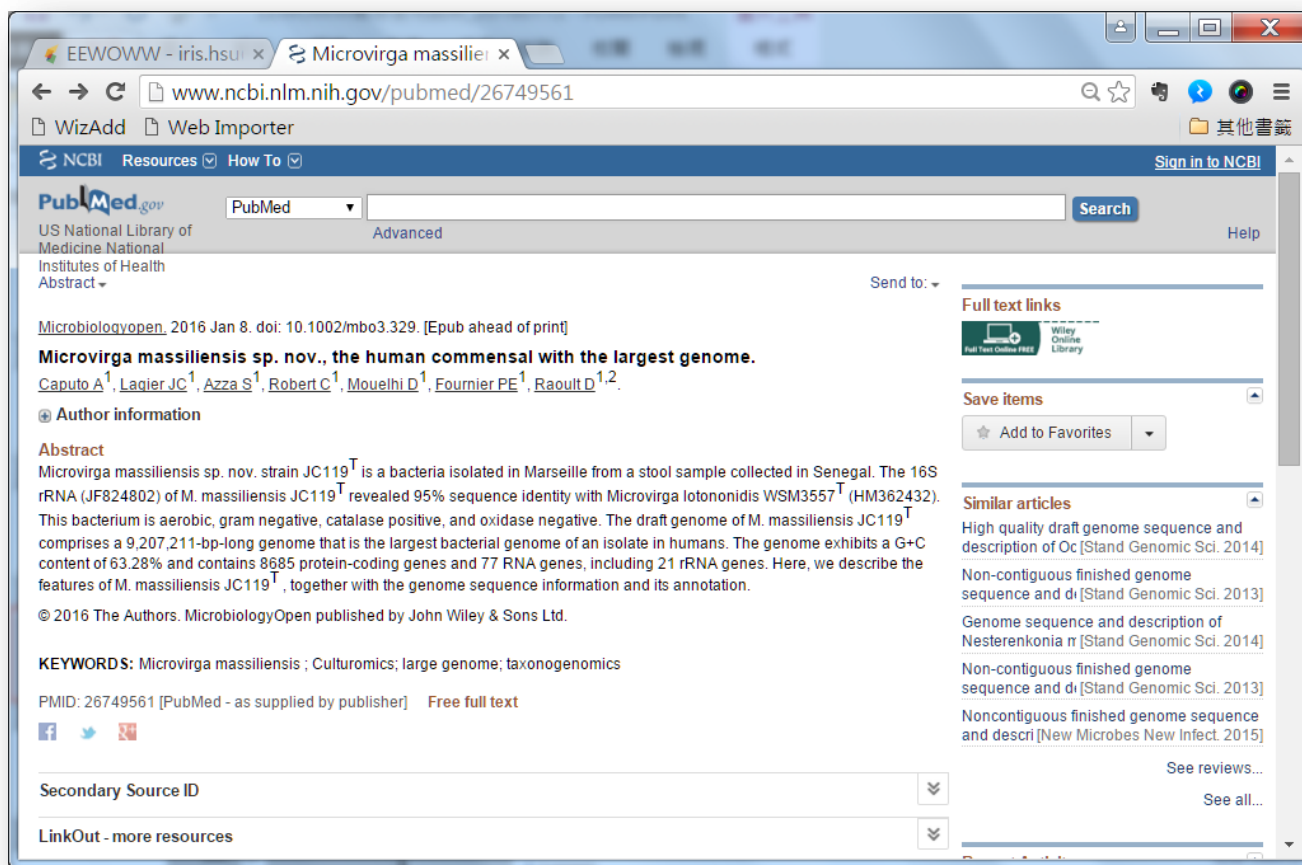 EEWOWW - iris.hsu
Microvirga massilien
www.ncbi.nlm.nih.gov/pubmed/26749561
WizAdd Web Importer 其他書籤
NCBI Resources How To Sign in to NCBI
PubMed.gov
US National Library of
Medicine National
Institutes of Health
PubMed Search
Advanced Help
Abstract Send to:
Microbiologyopen. 2016 Jan 8. doi: 10.1002/mbo3.329. [Epub ahead of print]
Microvirga massiliensis sp. nov., the human commensal with the largest genome.
Caputo A1, Lagier JC1, Azza S1, Robert C1, Mouelhi D1, Fournier PE1, Raoult D1,2.
Author information
Abstract
Microvirga massiliensis sp. nov. strain JC119T is a bacteria isolated in Marseille from a stool sample collected in Senegal. The 16S
rRNA (JF824802) of M. massiliensis JC119T revealed 95% sequence identity with Microvirga lotononidis WSM3557T (HM362432).
This bacterium is aerobic, gram negative, catalase positive, and oxidase negative. The draft genome of M. massiliensis JC119T
comprises a 9,207,211-bp-long genome that is the largest bacterial genome of an isolate in humans. The genome exhibits a G+C
content of 63.28% and contains 8685 protein-coding genes and 77 RNA genes, including 21 rRNA genes. Here, we describe the
features of M. massiliensis JC119T, together with the genome sequence information and its annotation.
© 2016 The Authors. MicrobiologyOpen published by John Wiley & Sons Ltd.
KEYWORDS: Microvirga massiliensis ; Culturomics; large genome; taxonogenomics
PMID: 26749561 [PubMed - as supplied by publisher] Free full text
Secondary Source ID
LinkOut - more resources
Full text links
Full Text Online FREE
Wiley
Online
Library
Save items
Add to Favorites
Similar articles
High quality draft genome sequence and
description of Oc [Stand Genomic Sci. 2014]
Non-contiguous finished genome
sequence and de [Stand Genomic Sci. 2013]
Genome sequence and description of
Nesterenkonia m [Stand Genomic Sci. 2014]
Non-contiguous finished genome
sequence and de [Stand Genomic Sci. 2013]
Noncontiguous finished genome sequence
and descri [New Microbes New Infect. 2015]
See reviews...
See all...